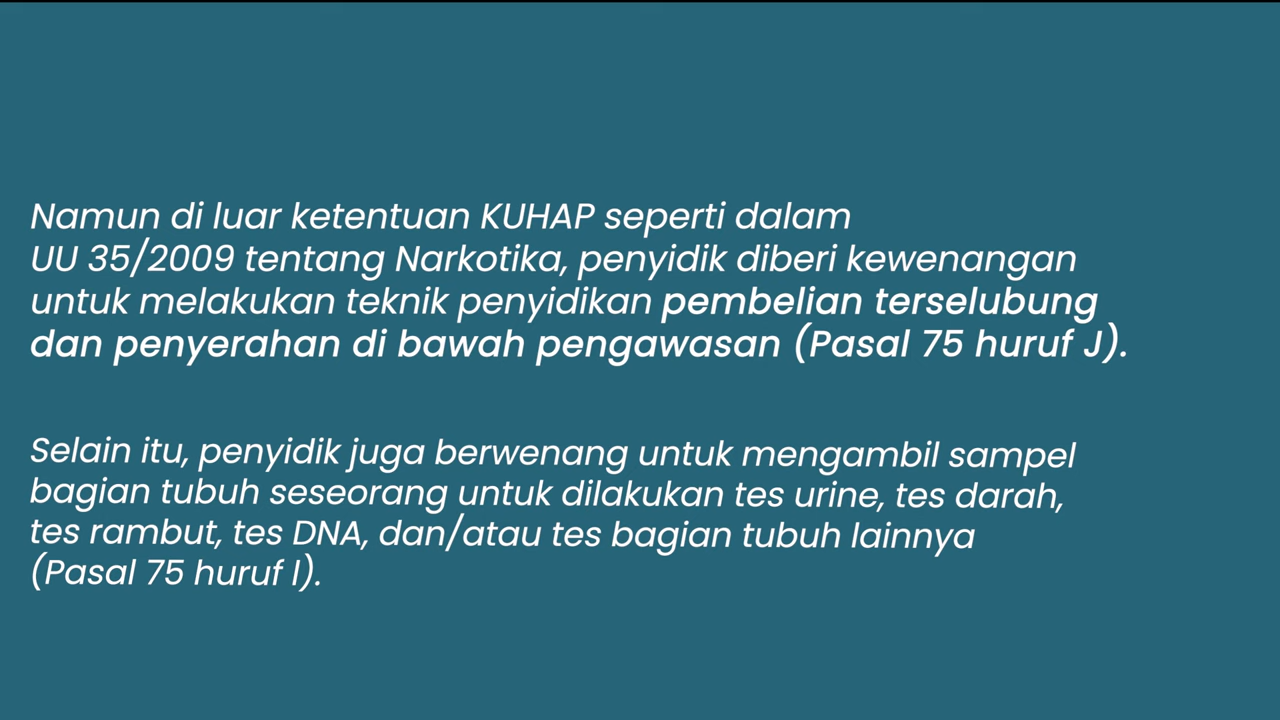 Namun di luar ketentuan KUHAP seperti dalam
UU 35/2009 tentang Narkotika, penyidik diberi kewenangan
untuk melakukan teknik penyidikan pembelian terselubung
dan penyerahan di bawah pengawasan (Pasal 75 huruf J).
Selain itu, penyidik juga berwenang untuk mengambil sampel
bagian tubuh seseorang untuk dilakukan tes urine, tes darah,
tes rambut, tes DNA, dan/atau tes bagian tubuh lainnya
(Pasal 75 huruf l).